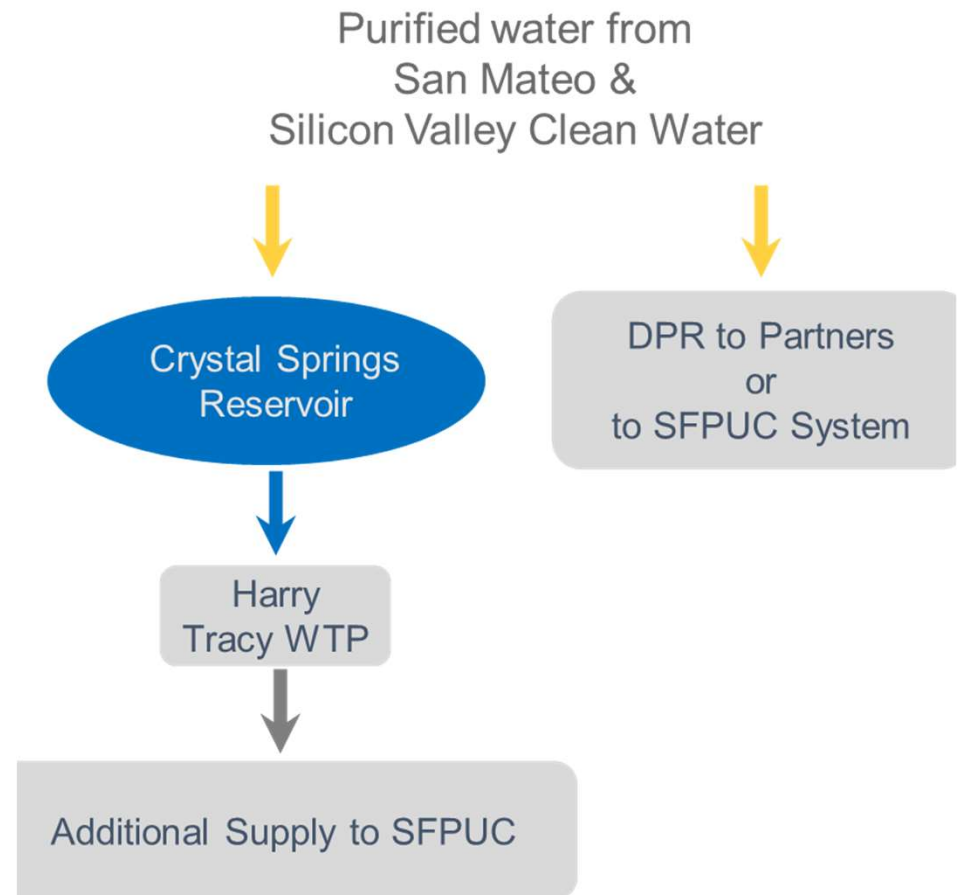 Purified water from
San Mateo &
Silicon Valley Clean Water
Crystal Springs
Reservoir
DPR to Partners
or
to SFPUC System
Harry
Tracy WTP
Additional Supply to SFPUC